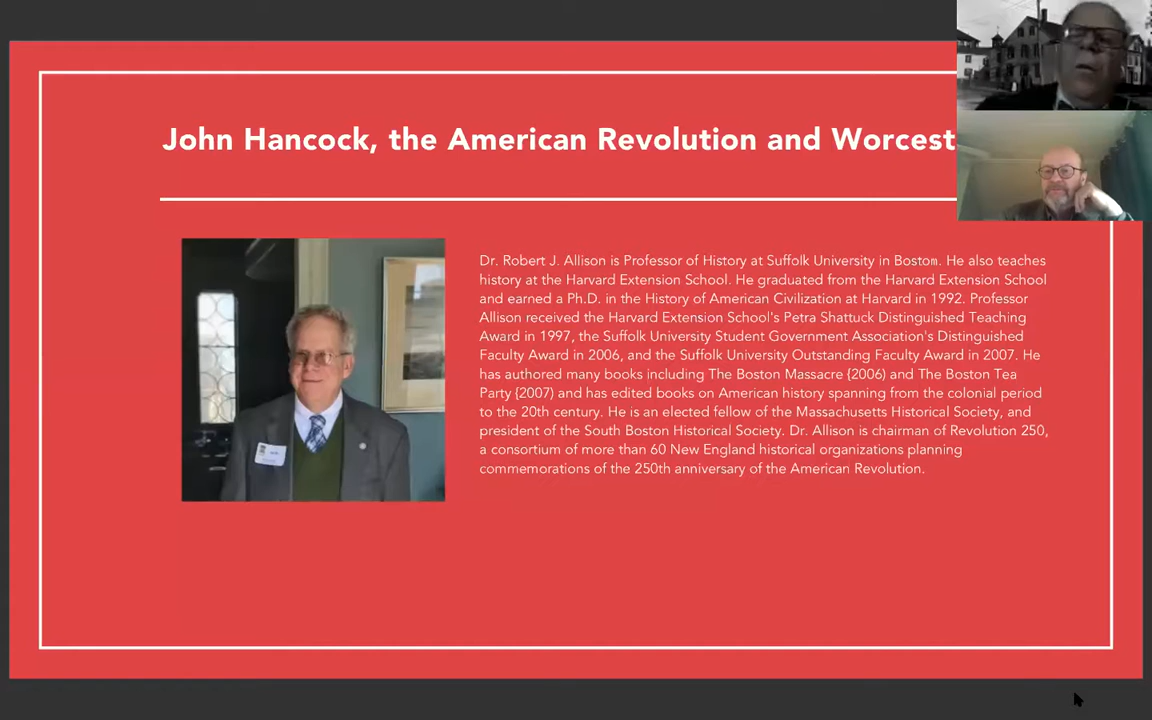 John Hancock, the American Revolution and Worcest
Dr. Robert J. Allison is Professor of History at Suffolk University in Boston. He also teaches
history at the Harvard Extension School. He graduated from the Harvard Extension School
and earned a Ph.D. in the History of American Civilization at Harvard in 1992. Professor
Allison received the Harvard Extension School's Petra Shattuck Distinguished Teaching
Award in 1997, the Suffolk University Student Government Association's Distinguished
Faculty Award in 2006, and the Suffolk University Outstanding Faculty Award in 2007. He
has authored many books including The Boston Massacre {2006) and The Boston Tea
Party {2007) and has edited books on American history spanning from the colonial period
to the 20th century. He is an elected fellow of the Massachusetts Historical Society, and
president of the South Boston Historical Society. Dr. Allison is chairman of Revolution 250,
a consortium of more than 60 New England historical organizations planning
commemorations of the 250th anniversary of the American Revolution.